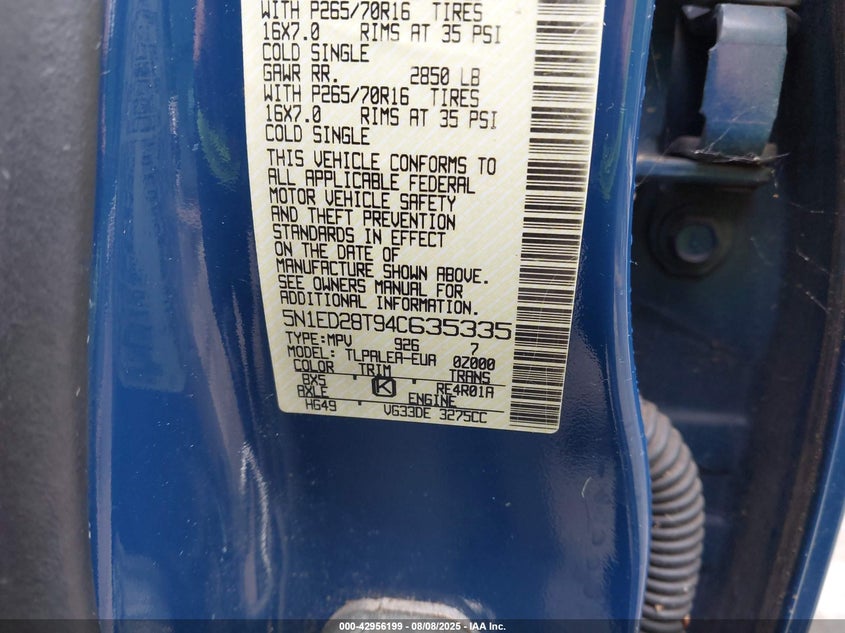 WITH P265/70R16 TIRES
16X7.0 RIMS AT 35 PSI
COLD SINGLE
GAWR RR. 2850 LB
WITH P265/70R16 TIRES
16X7.0 RIMS AT 35 PSI
COLD SINGLE
THIS VEHICLE CONFORMS TO
ALL APPLICABLE FEDERAL
MOTOR VEHICLE SAFETY
AND THEFT PREVENTION
STANDARDS IN EFFECT
ON THE DATE OF
MANUFACTURE SHOWN ABOVE.
SEE OWNERS MANUAL FOR
ADDITIONAL INFORMATION.
5N1ED28T94C635335
TYPE:MPV 926 7
MODEL: TLPALEA-EUA 0Z000
COLOR TRIM TRANS
BX5 K RE4R01A
AXLE ENGINE
HG49 VG33DE 3275CC
000-42956199 - 08/08/2025 - IAA Inc.